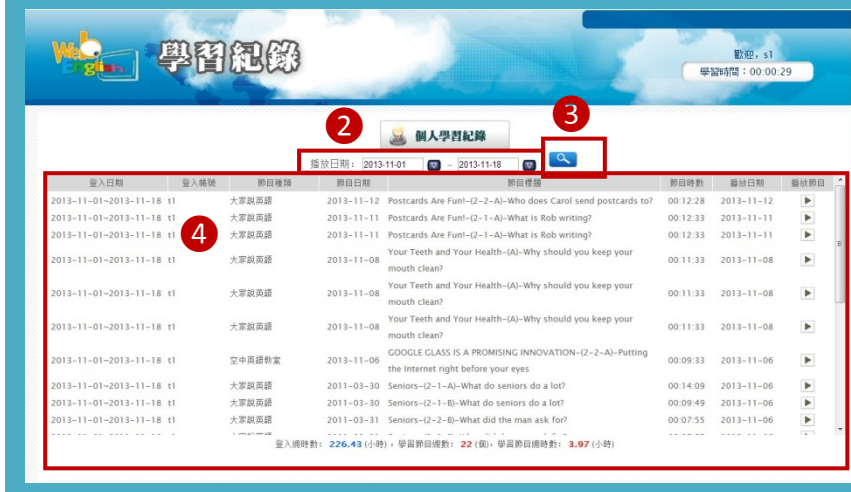 Web English
學習紀錄
歡迎, s1
學習時間:00:00:29
2
3
個人學習紀錄
播放日期: 2013-11-01 - 2013-11-18
登入日期 登入帳號 節目種類 節目日期 節目標題 節目時數 播放日期 播放節目
2013-11-01~2013-11-18 t1 大家說英語 2013-11-12 Postcards Are Fun!-(2-2-A)-Who does Carol send postcards to? 00:12:28 2013-11-12
2013-11-01~2013-11-18 t1 大家說英語 2013-11-11 Postcards Are Fun!-(2-1-A)-What is Rob writing? 00:12:33 2013-11-11
4
2013-11-01~2013-11-18 t1 大家說英語 2013-11-11 Postcards Are Fun!-(2-1-A)-What is Rob writing? 00:12:33 2013-11-11
2013-11-01~2013-11-18 t1 大家說英語 2013-11-08 Your Teeth and Your Health-(A)-Why should you keep your
mouth clean? 00:11:33 2013-11-08
2013-11-01~2013-11-18 t1 大家說英語 2013-11-08 Your Teeth and Your Health-(A)-Why should you keep your
mouth clean? 00:11:33 2013-11-08
2013-11-01~2013-11-18 t1 大家說英語 2013-11-08 Your Teeth and Your Health-(A)-Why should you keep your
mouth clean? 00:11:33 2013-11-08
2013-11-01~2013-11-18 t1 空中英語教室 2013-11-06 GOOGLE GLASS IS A PROMISING INNOVATION-(2-2-A)-Putting
the Internet right before your eyes 00:09:33 2013-11-06
2013-11-01~2013-11-18 t1 大家說英語 2011-03-30 Seniors-(2-1-A)-What do seniors do a lot? 00:14:09 2013-11-06
2013-11-01~2013-11-18 t1 大家說英語 2011-03-30 Seniors-(2-1-B)-What do seniors do a lot? 00:09:49 2013-11-06
2013-11-01~2013-11-18 t1 大家說英語 2011-03-31 Seniors-(2-2-B)-What did the man ask for? 00:07:55 2013-11-06
登入總時數: 226.43 (小時),學習節目總數: 22 (個),學習節目總時數: 3.97 (小時)